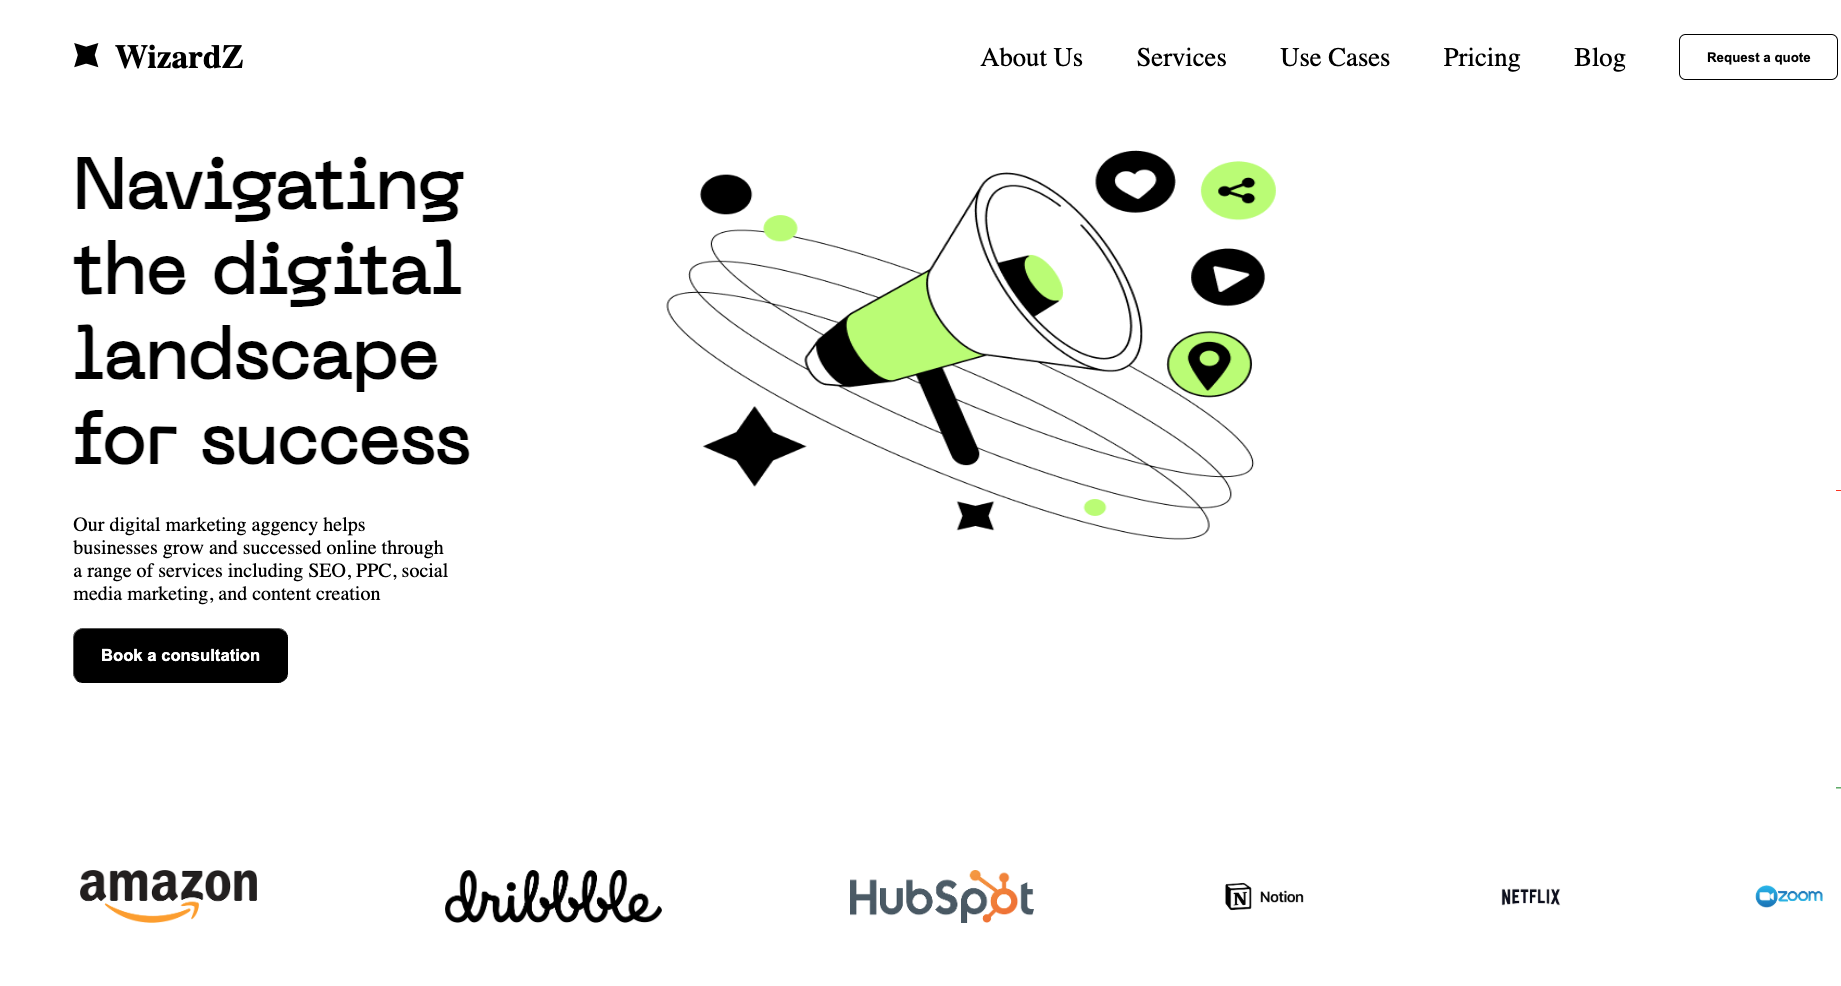 WizardZ
About Us
Services
Use Cases
Pricing
Blog
Request a quote
Navigating
the digital
landscape
for success
Our digital marketing aggency helps
businesses grow and successed online through
a range of services including SEO, PPC, social
media marketing, and content creation
Book a consultation
amazon
dribbble
HubSpot
Notion
NETFLIX
zoom